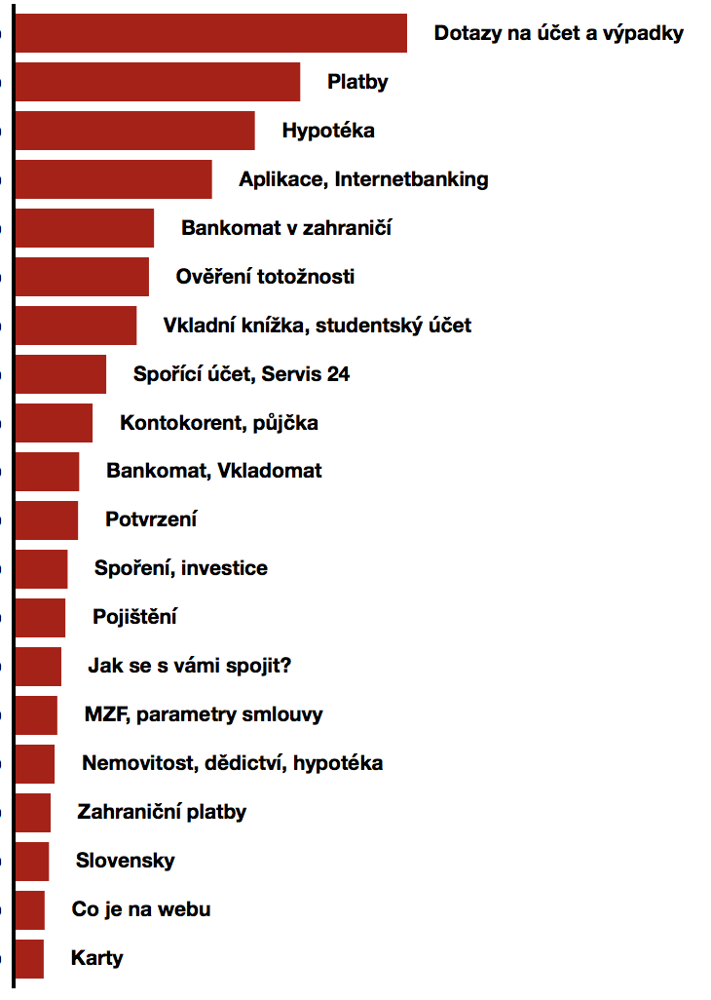 Dotazy na účet a výpadky
Platby
Hypotéka
Aplikace, Internetbanking
Bankomat v zahraničí
Ověření totožnosti
Vkladní knížka, studentský účet
Spořící účet, Servis 24
Kontokorent, půjčka
Bankomat, Vkladomat
Potvrzení
Spoření, investice
Pojištění
Jak se s vámi spojit?
MZF, parametry smlouvy
Nemovitost, dědictví, hypotéka
Zahraniční platby
Slovensky
Co je na webu
Karty